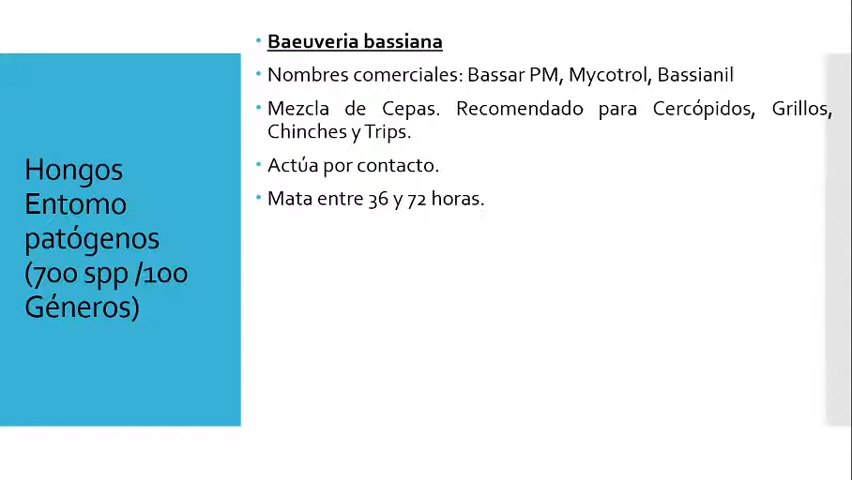 Hongos
Entomo
patógenos
(700 spp /100
Géneros)
• Baeuveria bassiana
• Nombres comerciales: Bassar PM, Mycotrol, Bassianil
• Mezcla de Cepas. Recomendado para Cercópidos, Grillos,
Chinches y Trips.
• Actúa por contacto.
• Mata entre 36 y 72 horas.